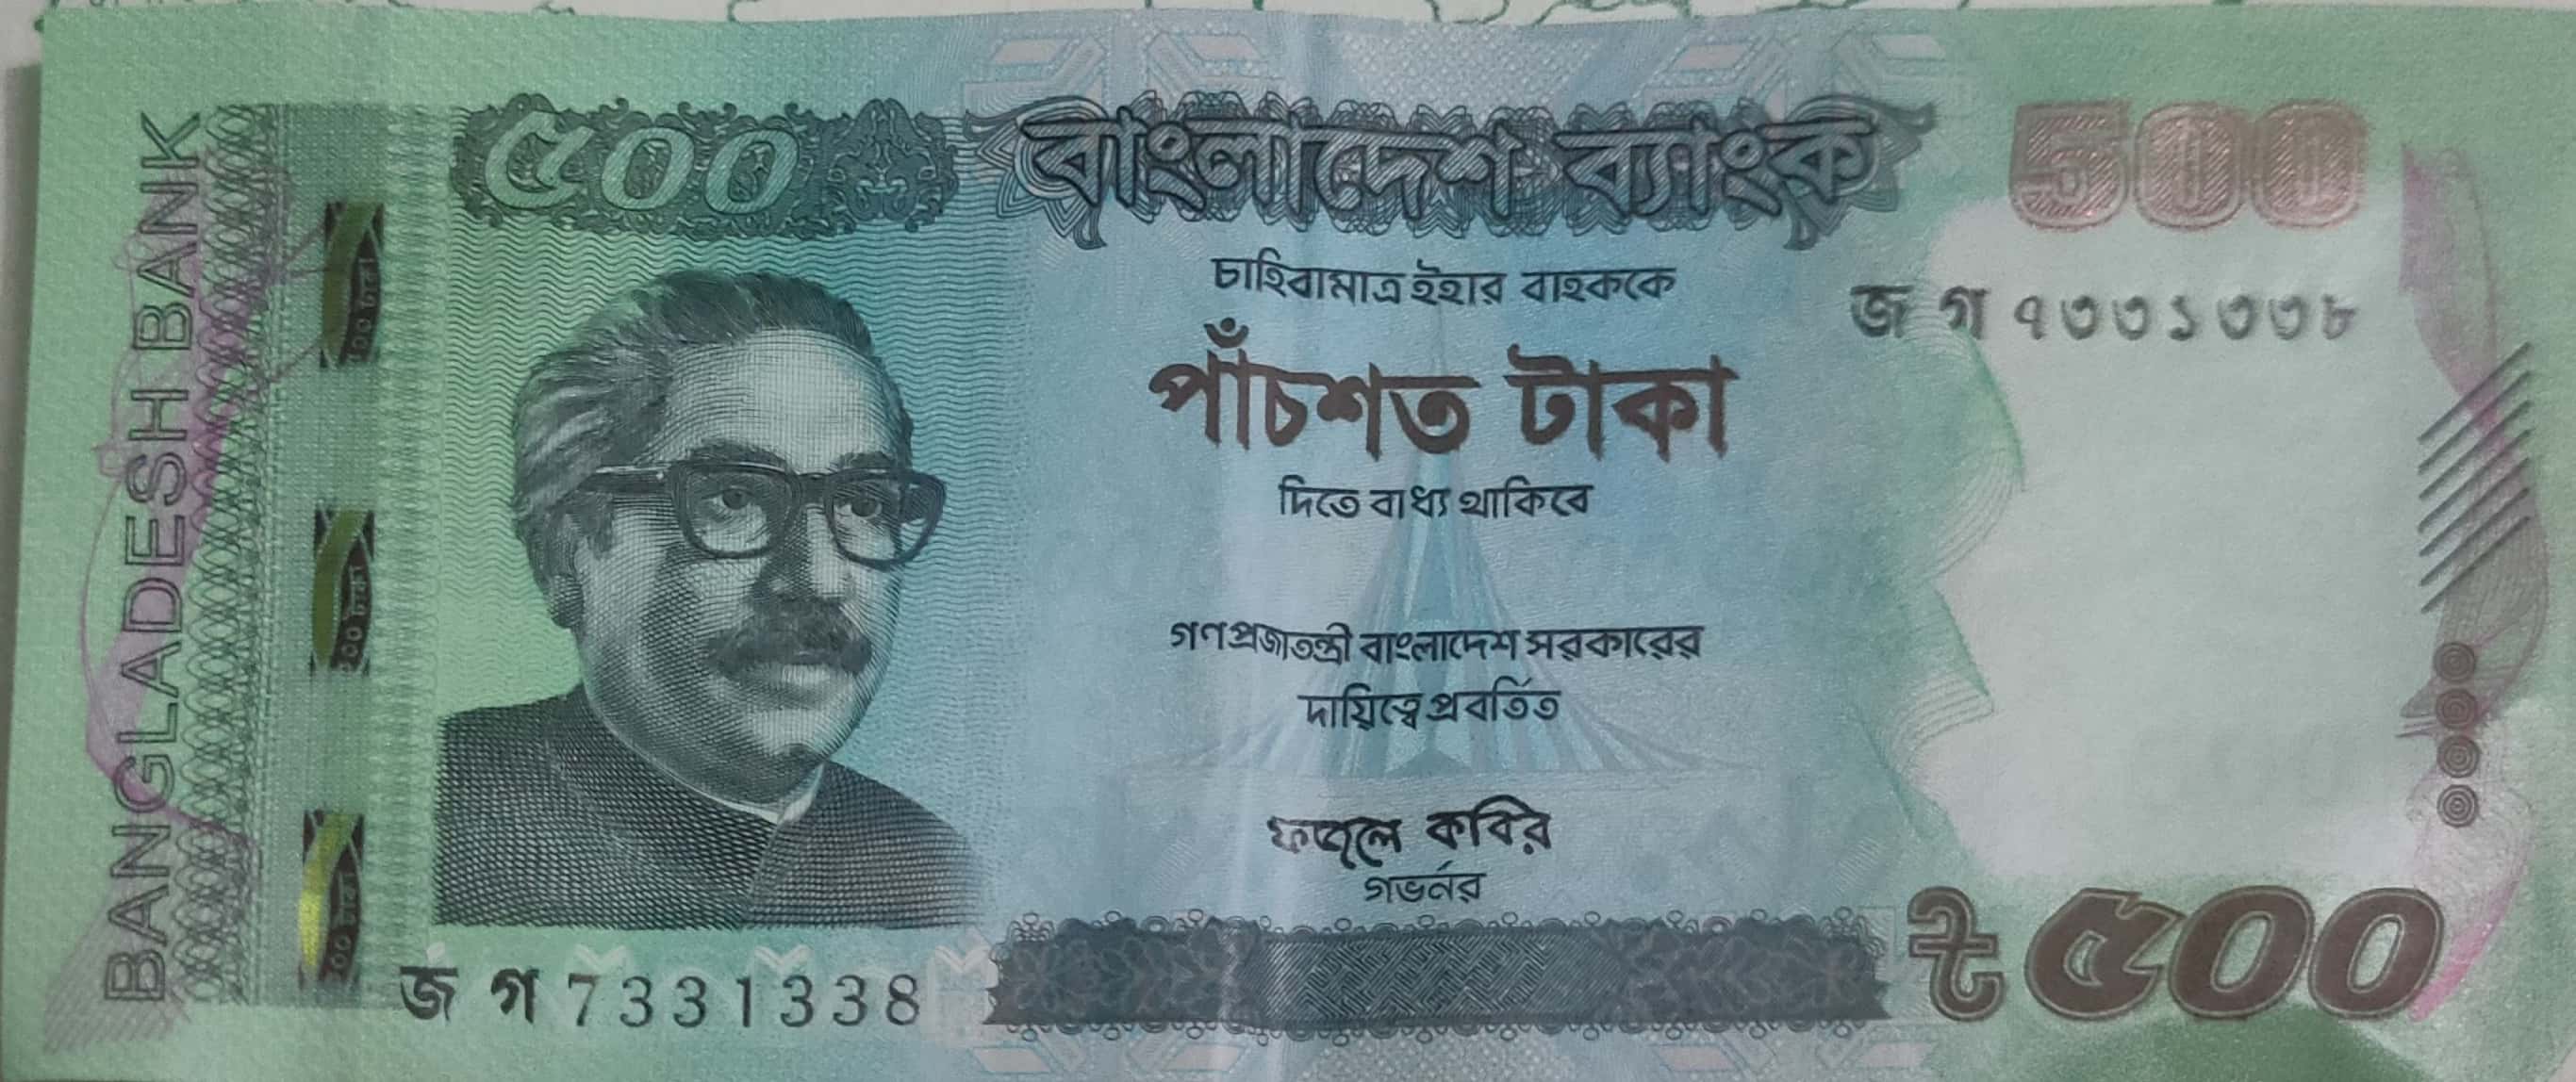 BANGLADESH BANK
৫০০
বাংলাদেশ ব্যাংক
500
চাহিবামাত্র ইহার বাহককে
জ গ ৭৩৩১৩৩৮
পাঁচশত টাকা
দিতে বাধ্য থাকিবে
গণপ্রজাতন্ত্রী বাংলাদেশ সরকারের
দায়িত্বে প্রবর্তিত
ফজলে কবির
গভর্নর
জ গ 7331338
৳ ৫০০